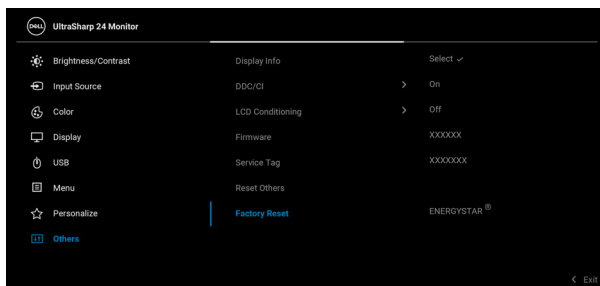 DELL UltraSharp 24 Monitor
Brightness/Contrast
Input Source
Color
Display
USB
Menu
Personalize
Others
Display Info Select ✓
DDC/CI > On
LCD Conditioning > Off
Firmware XXXXXX
Service Tag XXXXXXX
Reset Others
Factory Reset ENERGYSTAR ®
< Exit